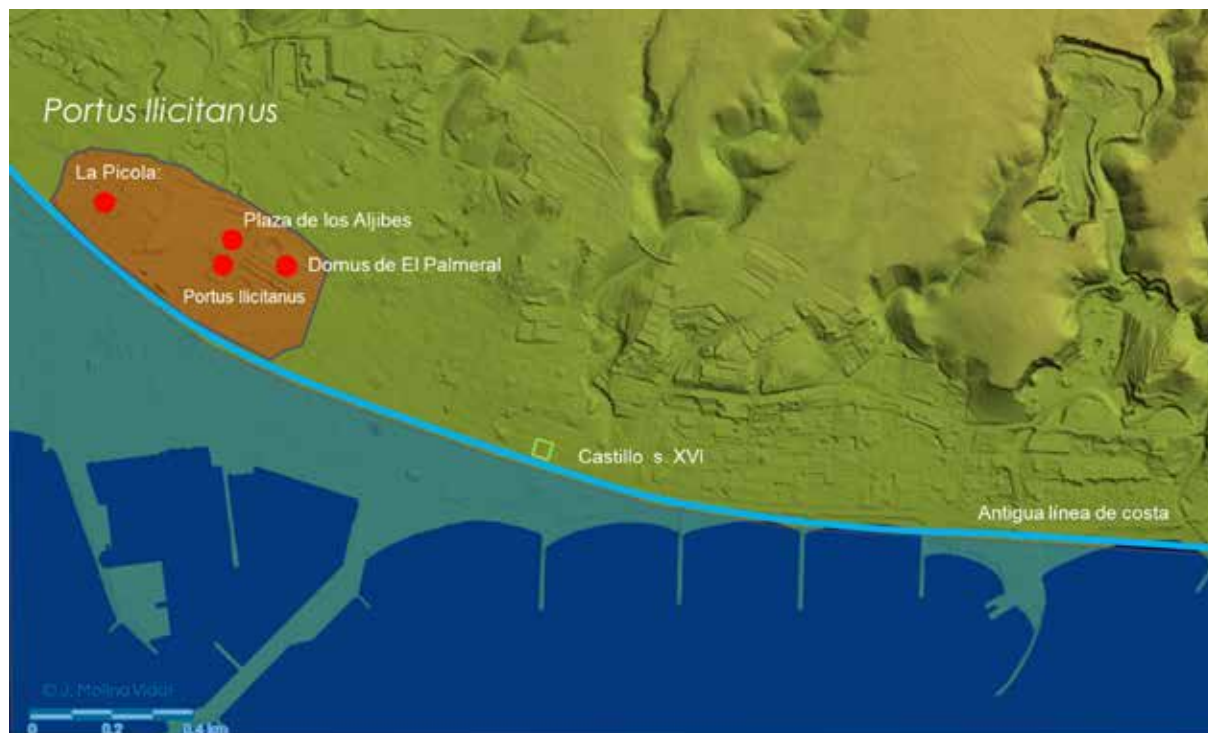 Portus Ilicitanus
La Picola:
Plaza de los Aljibes
Domus de El Palmeral
Portus Ilicitanus
Castillo s. XVI
Antigua línea de costa
© J. Molina Vidal
0 0.2 0.4 km